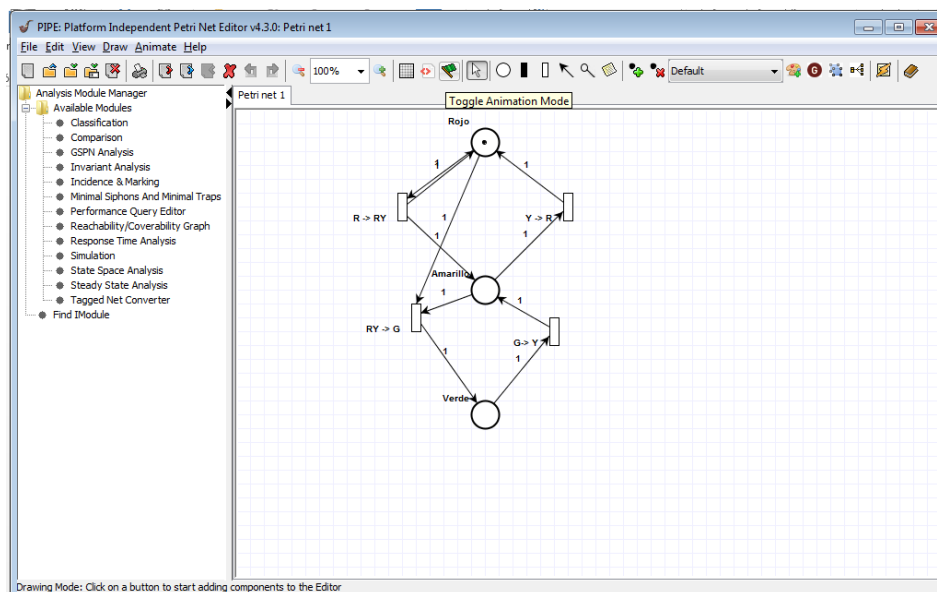 PIPE: Platform Independent Petri Net Editor v4.3.0: Petri net 1
File Edit View Draw Animate Help
100%
Default
Analysis Module Manager
Available Modules
Classification
Comparison
GSPN Analysis
Invariant Analysis
Incidence & Marking
Minimal Siphons And Minimal Traps
Performance Query Editor
Reachability/Coverability Graph
Response Time Analysis
Simulation
State Space Analysis
Steady State Analysis
Tagged Net Converter
Find IModule
Petri net 1
Toggle Animation Mode
Rojo
1
1
R -> RY
1
Y -> R
1
1
Amarillo
1
1
RY -> G
G-> Y
1
1
Verde
Drawing Mode: Click on a button to start adding components to the Editor